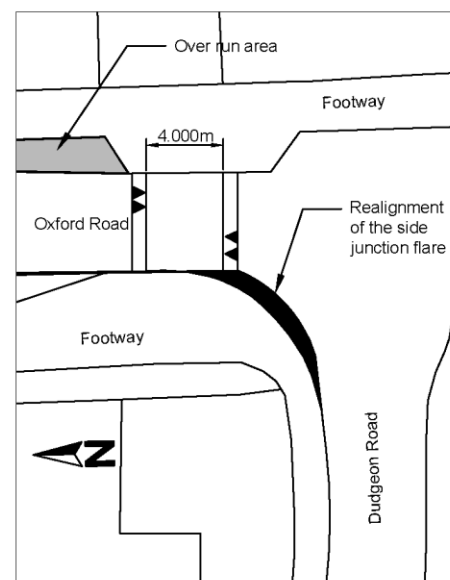 Over run area
Footway
4.000m
Oxford Road
Realignment
of the side
junction flare
Footway
N
Dudgeon Road